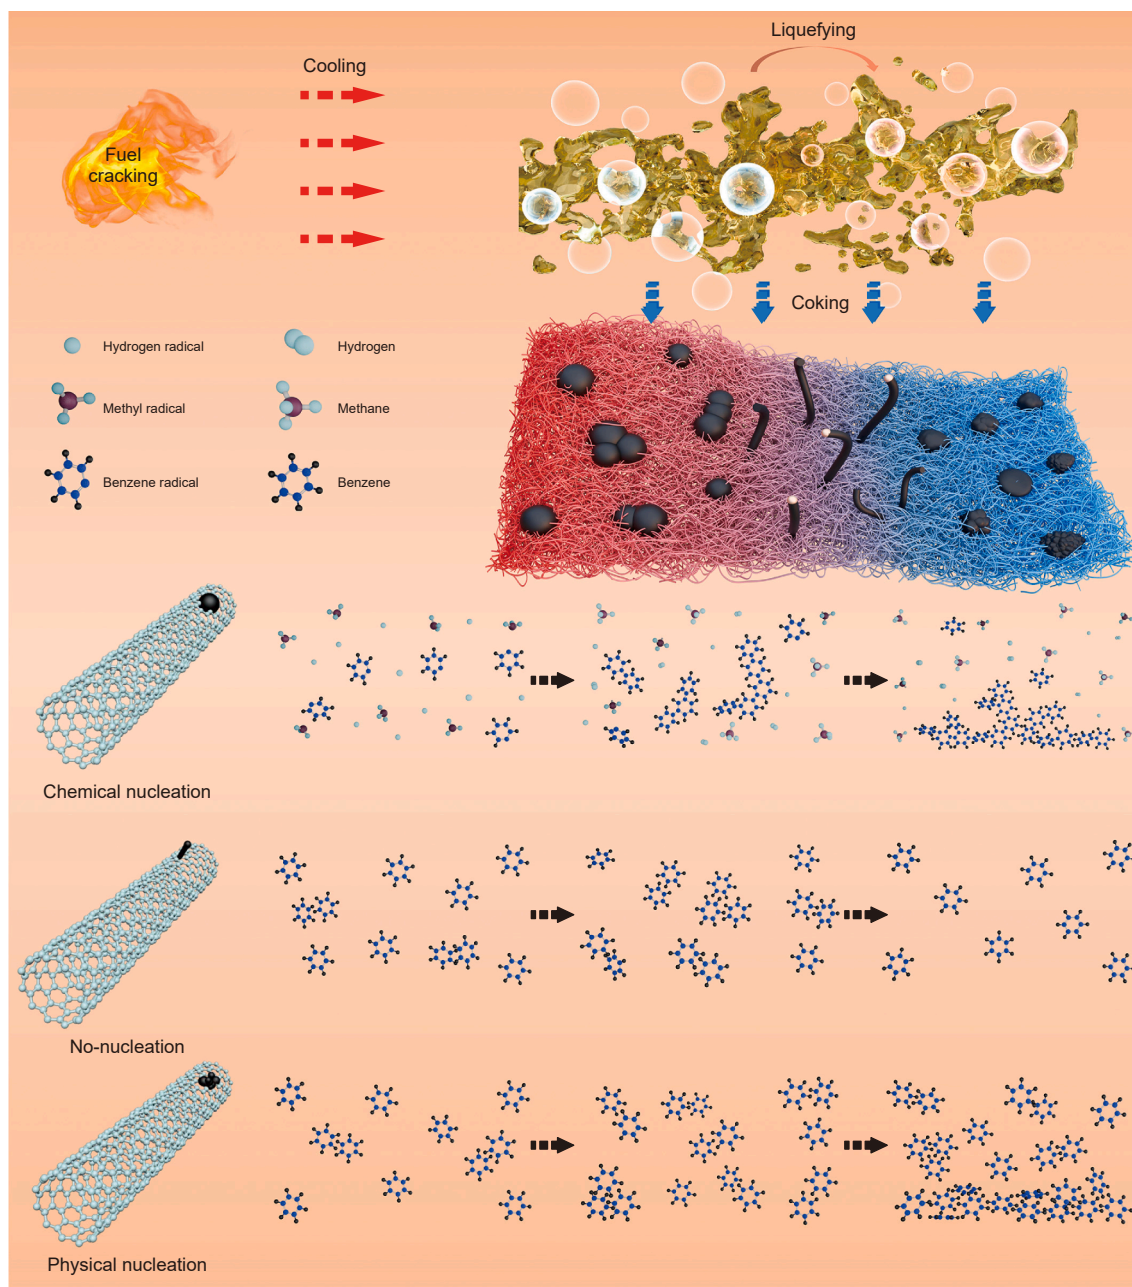 Liquefying
Cooling
Fuel
cracking
Coking
Hydrogen radical
Hydrogen
Methyl radical
Methane
Benzene radical
Benzene
Chemical nucleation
No-nucleation
Physical nucleation